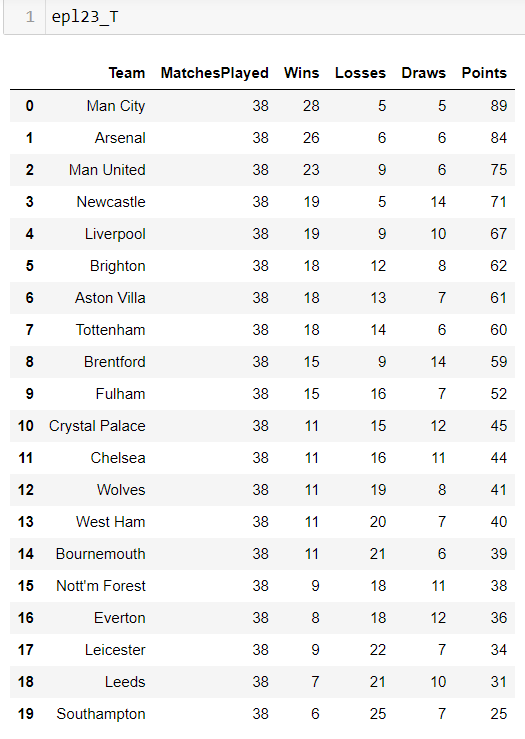 1 epl23_T
Team MatchesPlayed Wins Losses Draws Points
0 Man City 38 28 5 5 89
1 Arsenal 38 26 6 6 84
2 Man United 38 23 9 6 75
3 Newcastle 38 19 5 14 71
4 Liverpool 38 19 9 10 67
5 Brighton 38 18 12 8 62
6 Aston Villa 38 18 13 7 61
7 Tottenham 38 18 14 6 60
8 Brentford 38 15 9 14 59
9 Fulham 38 15 16 7 52
10 Crystal Palace 38 11 15 12 45
11 Chelsea 38 11 16 11 44
12 Wolves 38 11 19 8 41
13 West Ham 38 11 20 7 40
14 Bournemouth 38 11 21 6 39
15 Nott'm Forest 38 9 18 11 38
16 Everton 38 8 18 12 36
17 Leicester 38 9 22 7 34
18 Leeds 38 7 21 10 31
19 Southampton 38 6 25 7 25